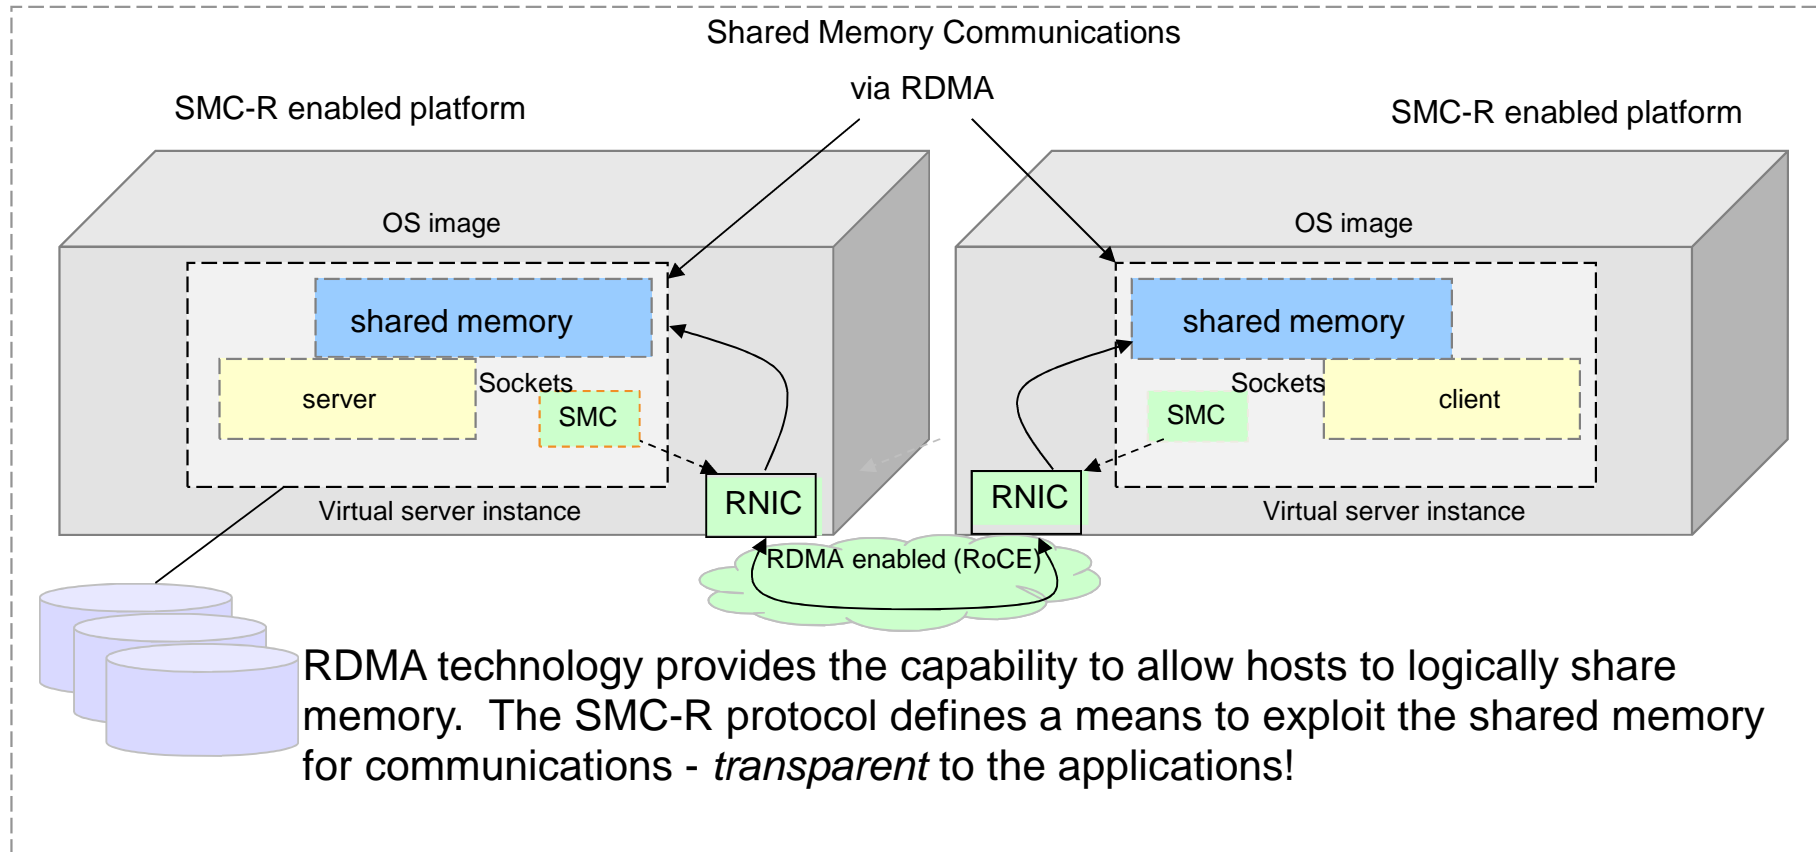 Shared Memory Communications
via RDMA
SMC-R enabled platform
SMC-R enabled platform
OS image
OS image
shared memory
shared memory
server
Sockets
SMC
Sockets
SMC
client
RNIC
RNIC
Virtual server instance
Virtual server instance
RDMA enabled (RoCE)
RDMA technology provides the capability to allow hosts to logically share
memory.  The SMC-R protocol defines a means to exploit the shared memory
for communications - transparent to the applications!